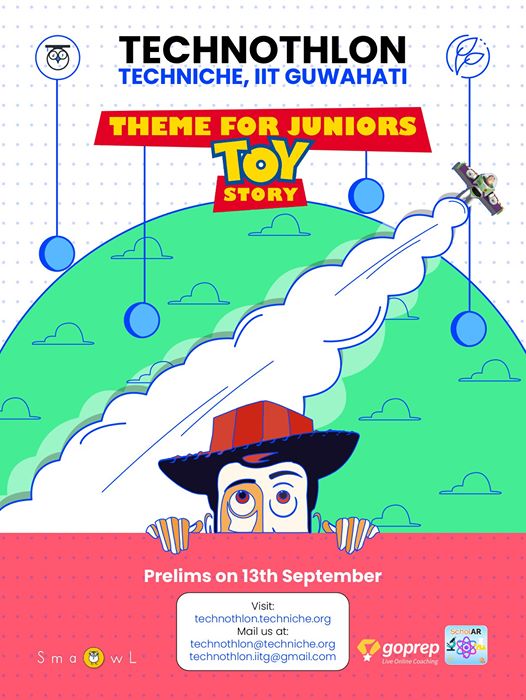 TECHNOTHLON
TECHNICHE, IIT GUWAHATI
THEME FOR JUNIORS
TOY
STORY
Prelims on 13th September
Visit:
technothlon.techniche.org
Mail us at:
technothlon@techniche.org
technothlon.iitg@gmail.com
SmaOwL
goprep
Live Online Coaching
ScholAR